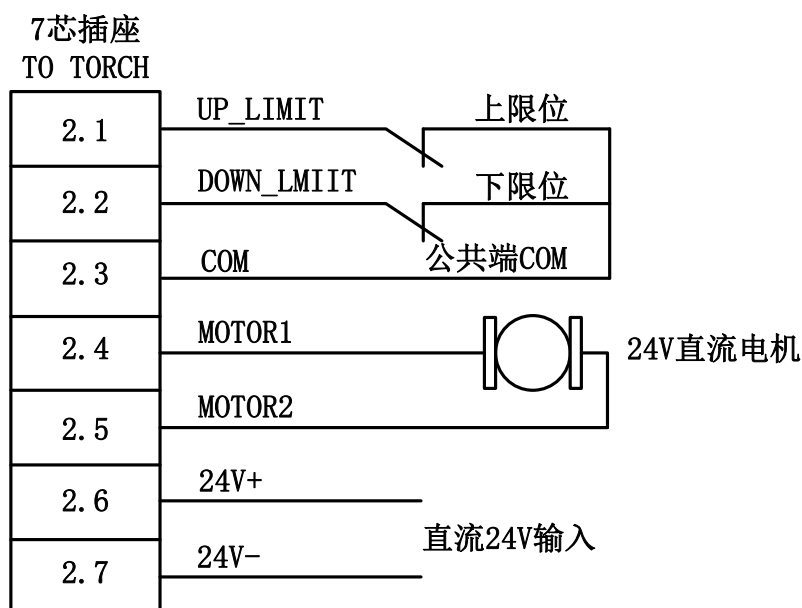 7芯插座
TO TORCH
2.1 UP_LIMIT 上限位
2.2 DOWN_LMIIT 下限位
2.3 COM 公共端COM
2.4 MOTOR1 24V直流电机
2.5 MOTOR2
2.6 24V+
直流24V输入
2.7 24V-